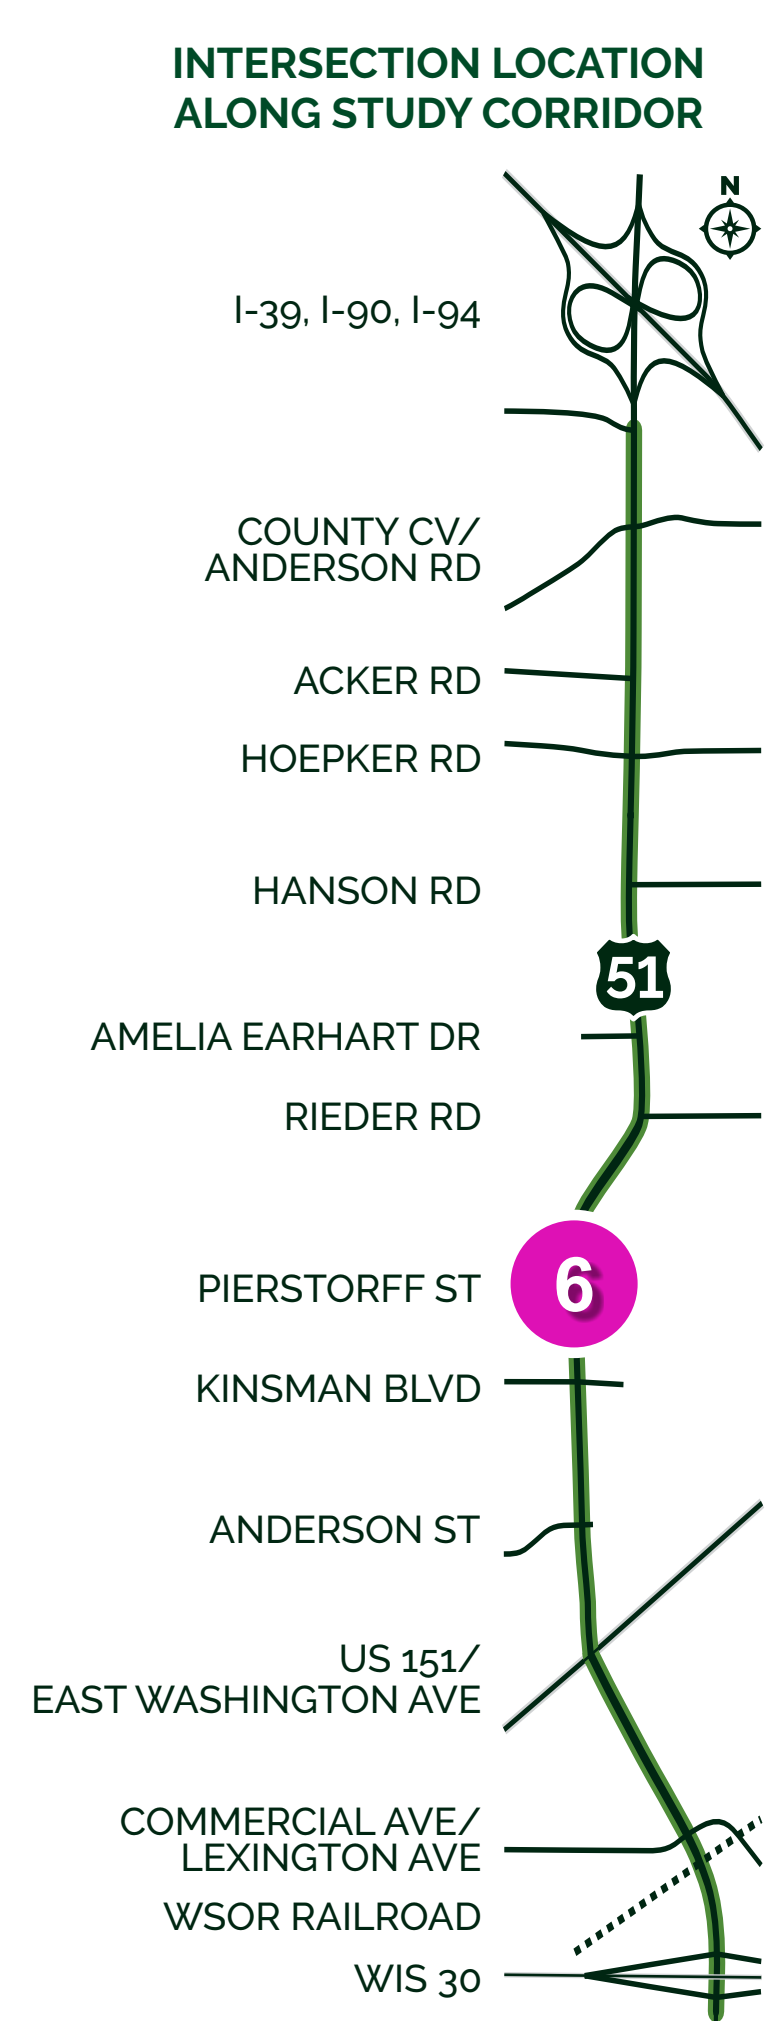 INTERSECTION LOCATION
ALONG STUDY CORRIDOR
N
I-39, I-90, I-94
COUNTY CV/
ANDERSON RD
ACKER RD
HOEPKER RD
HANSON RD
51
AMELIA EARHART DR
RIEDER RD
PIERSTORFF ST
6
KINSMAN BLVD
ANDERSON ST
US 151/
EAST WASHINGTON AVE
COMMERCIAL AVE/
LEXINGTON AVE
WSOR RAILROAD
WIS 30